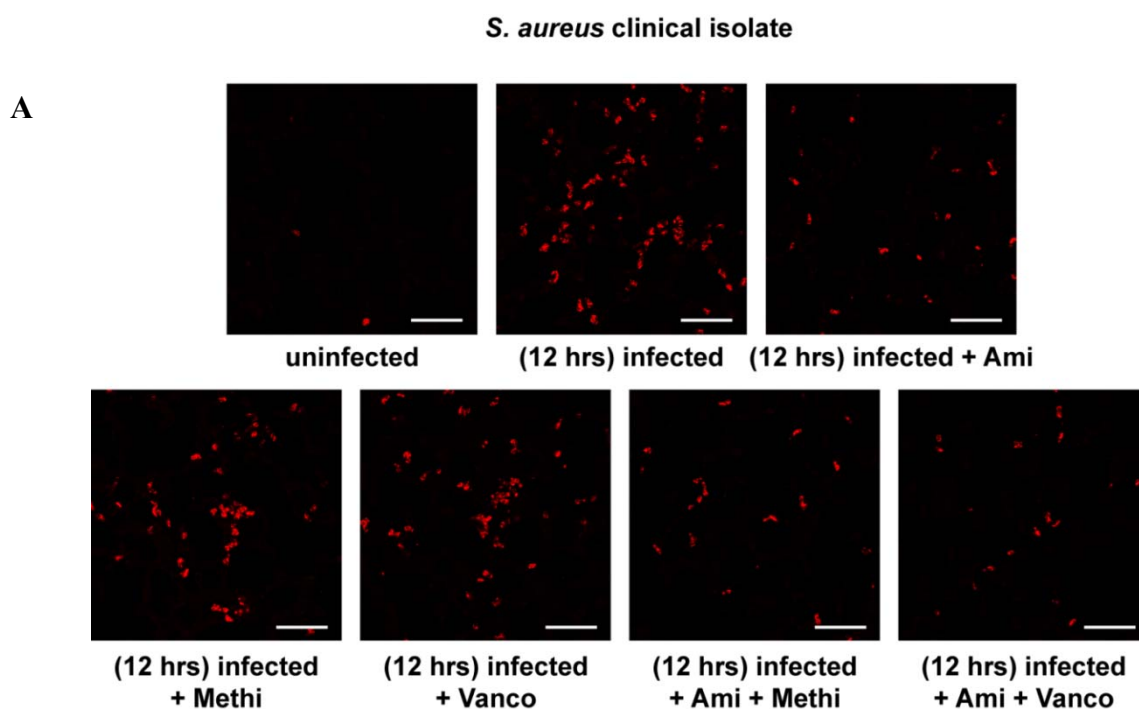 S. aureus clinical isolate
A
uninfected
(12 hrs) infected
(12 hrs) infected + Ami
(12 hrs) infected
+ Methi
(12 hrs) infected
+ Vanco
(12 hrs) infected
+ Ami + Methi
(12 hrs) infected
+ Ami + Vanco